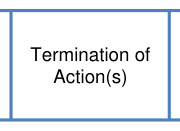 Termination of
Action(s)